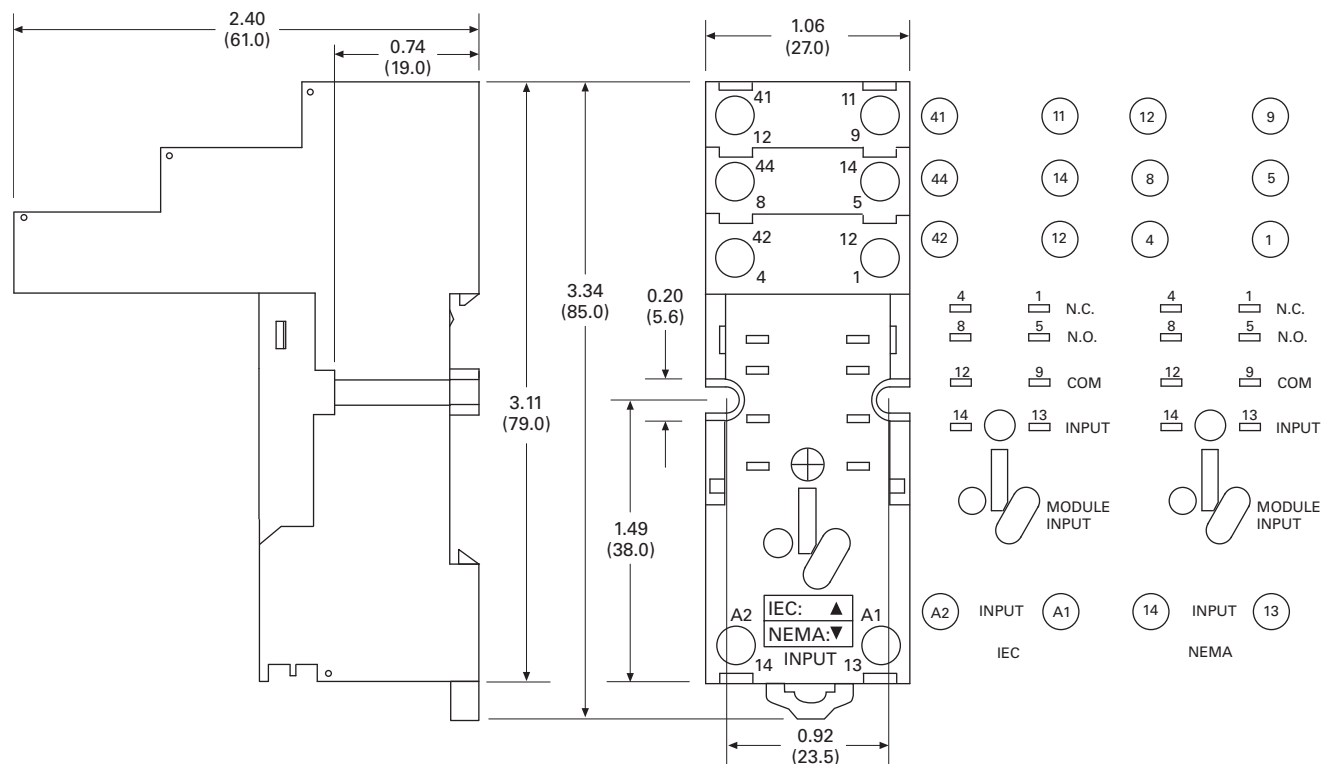 2.40
(61.0)
0.74
(19.0)
3.34
(85.0)
3.11
(79.0)
1.06
(27.0)
0.20
(5.6)
1.49
(38.0)
0.92
(23.5)
41 11
12 9
44 14
8 5
42 12
4 1
A2 IEC: ▲ A1
NEMA:▼
14 INPUT 13
41 11
44 14
42 12
4 1 N.C.
8 5 N.O.
12 9 COM
14 13 INPUT
MODULE
INPUT
A2 INPUT A1
IEC
12 9
8 5
4 1
4 1 N.C.
8 5 N.O.
12 9 COM
14 13 INPUT
MODULE
INPUT
14 INPUT 13
NEMA